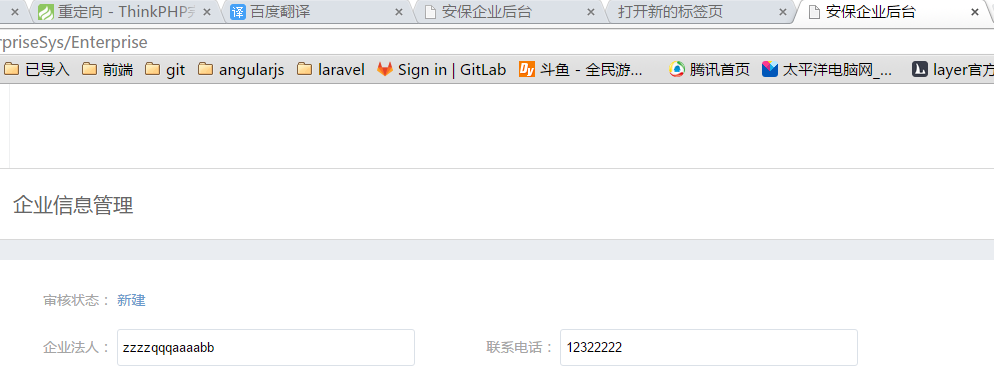 重定向 - ThinkPHP 百度翻译 安保企业后台 打开新的标签页 安保企业后台
rpriseSys/Enterprise
已导入 前端 git angularjs laravel Sign in | GitLab 斗鱼 - 全民游... 腾讯首页 太平洋电脑网_... layer官方
企业信息管理
审核状态： 新建
企业法人： zzzzqqqaaaabb 联系电话： 12322222